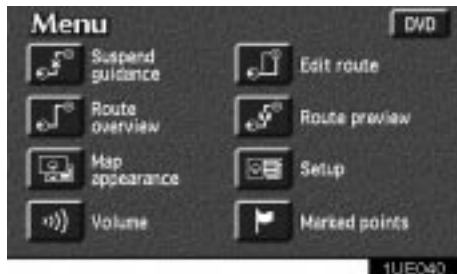 Menu
DVD
Suspend
guidance
Edit route
Route
overview
Route preview
Map
appearance
Setup
Volume
Marked points
1UE040